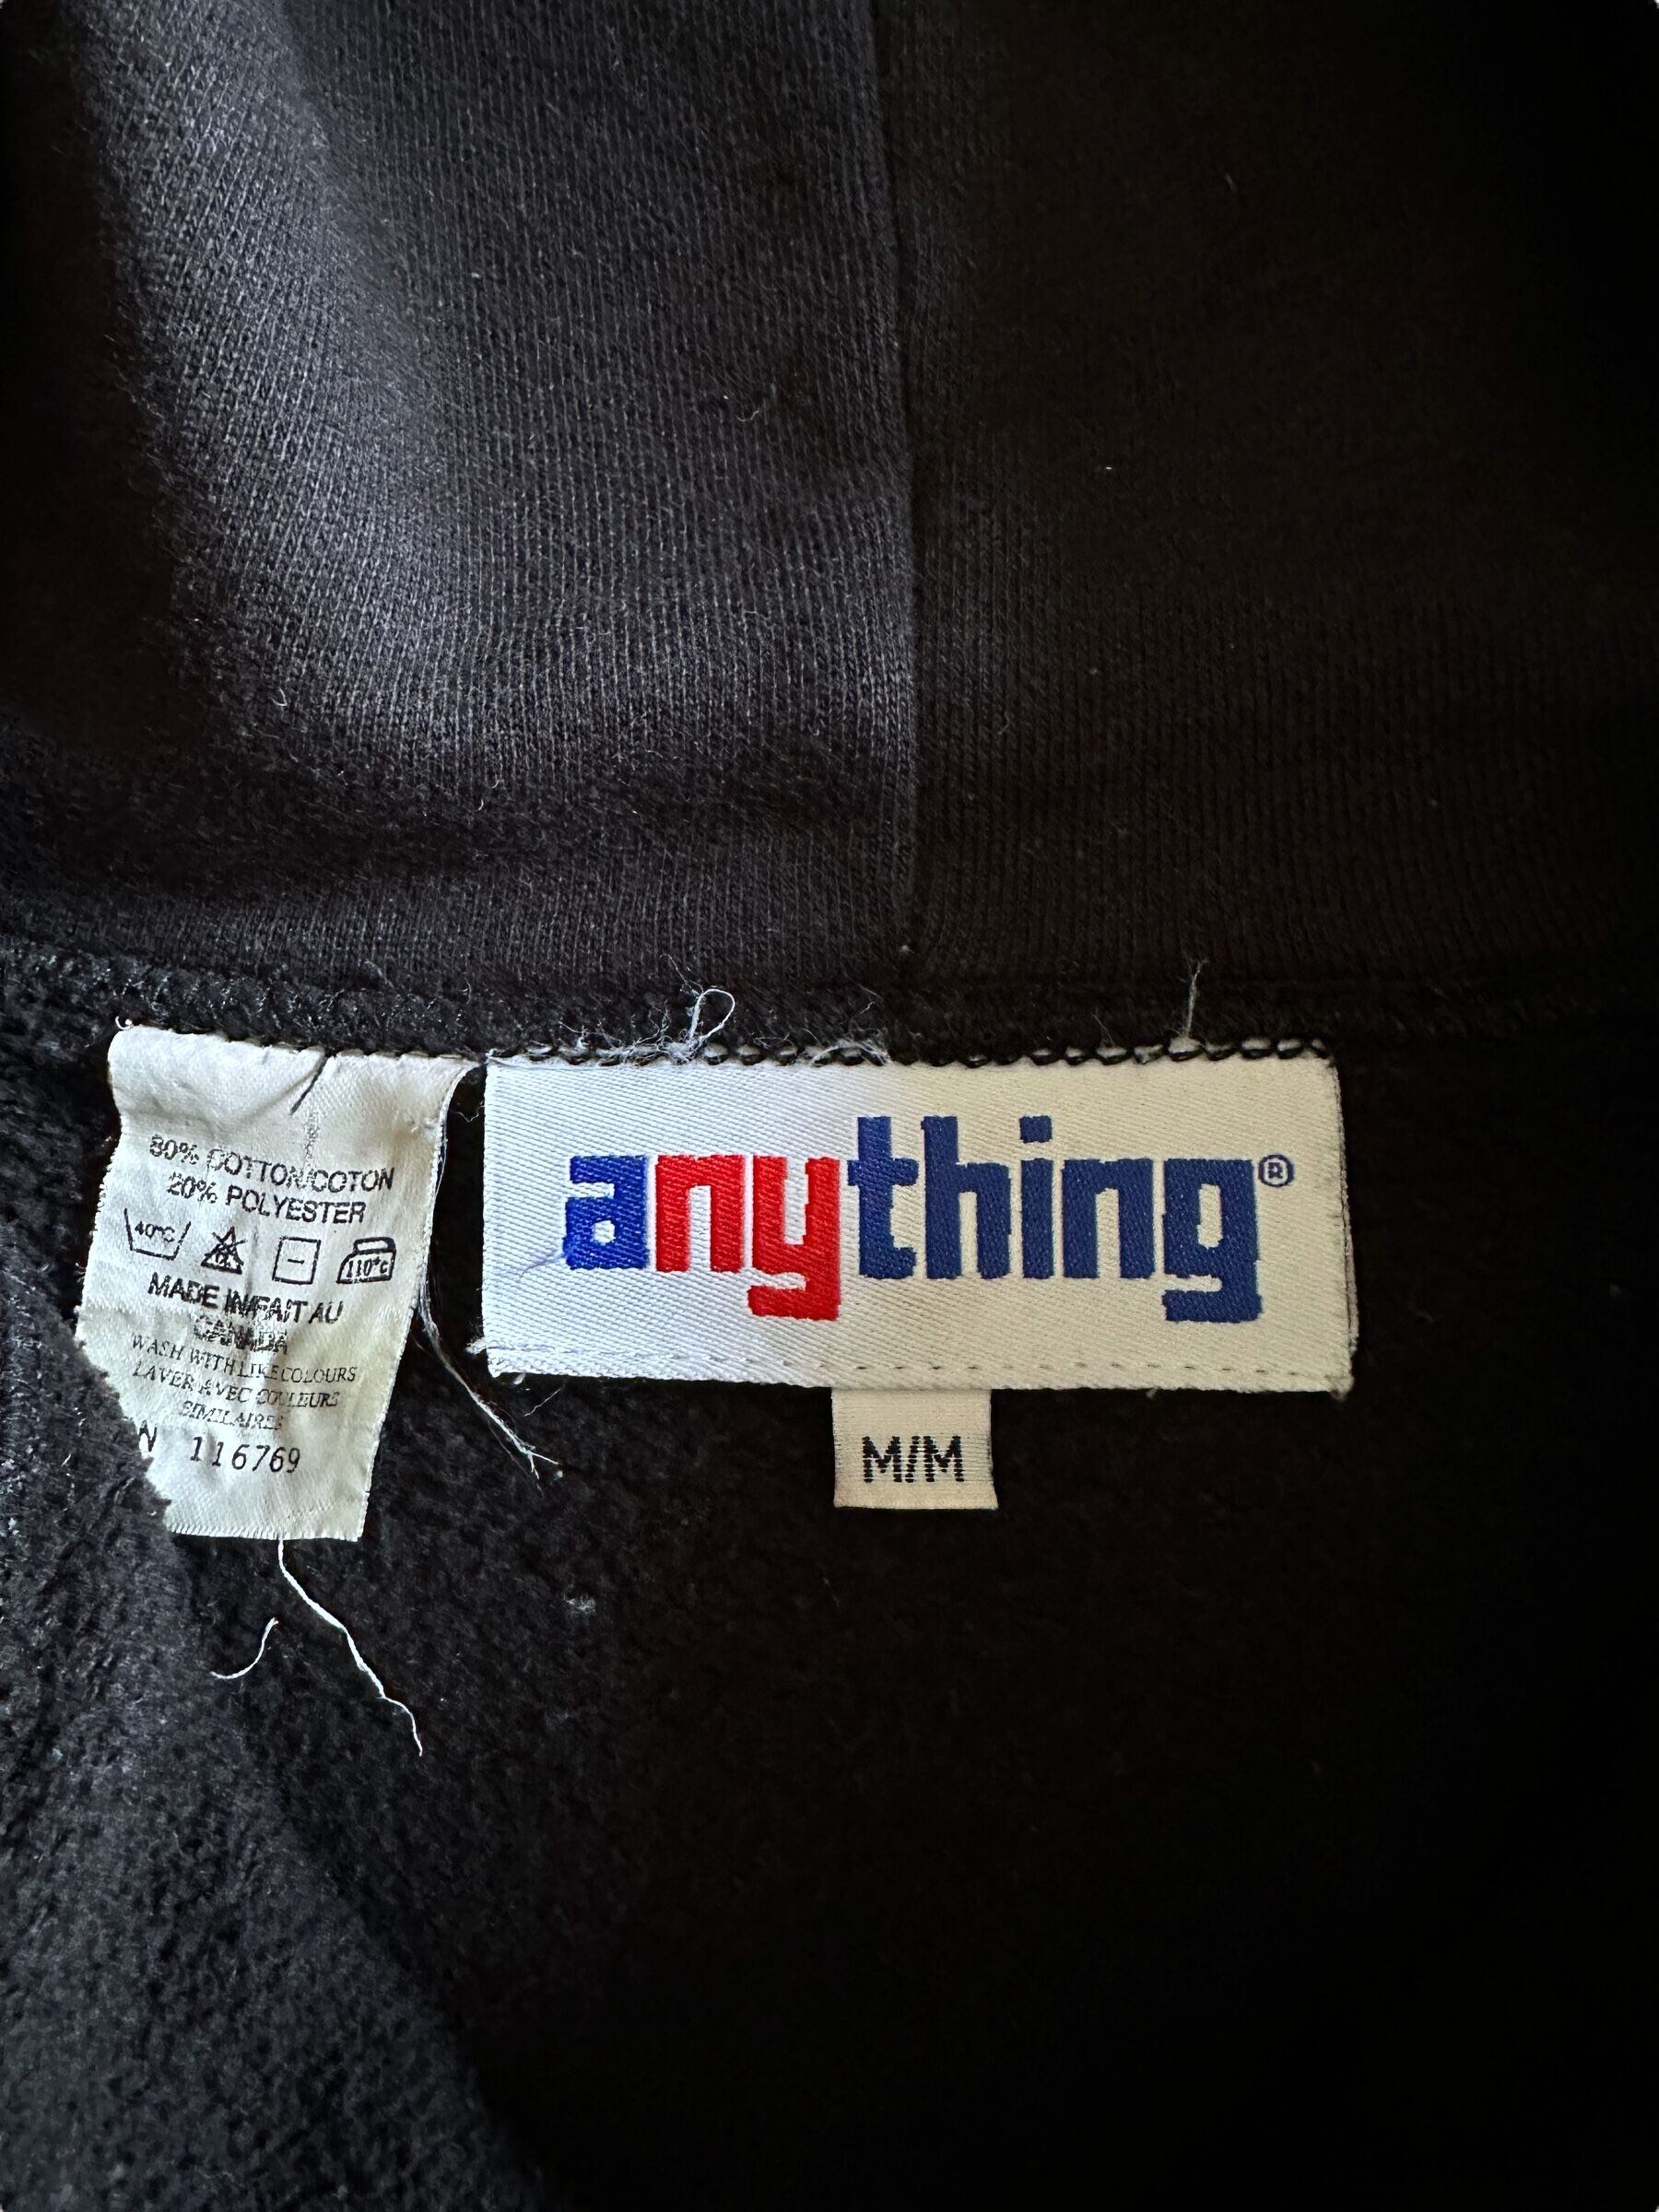 80% COTTON/COTON
20% POLYESTER
40°C
110°C
MADE IN/FAIT AU
CANADA
WASH WITH LIKE COLOURS
LAVER AVEC COULEURS
SIMILAIRES
116769
anything®
M/M